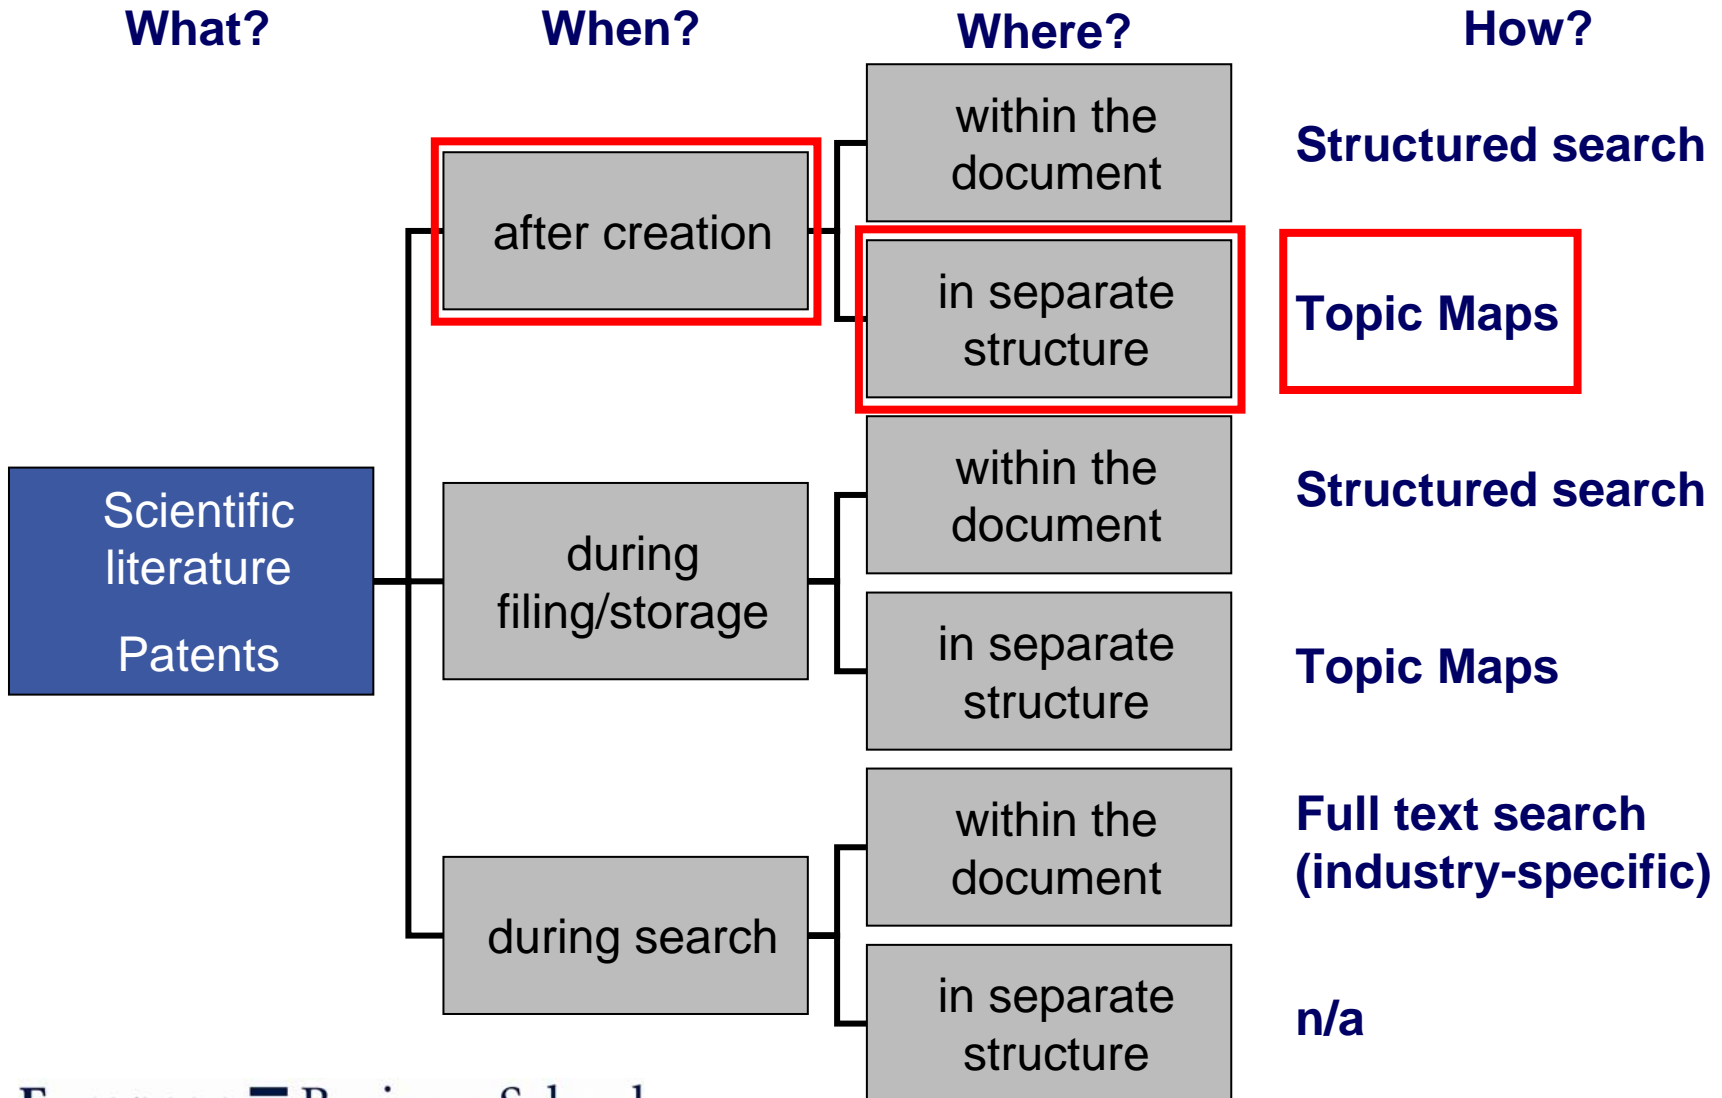 What?
When?
Where?
How?
Scientific
literature
Patents
after creation
within the
document
Structured search
in separate
structure
Topic Maps
during
filing/storage
within the
document
Structured search
in separate
structure
Topic Maps
during search
within the
document
Full text search
(industry-specific)
in separate
structure
n/a